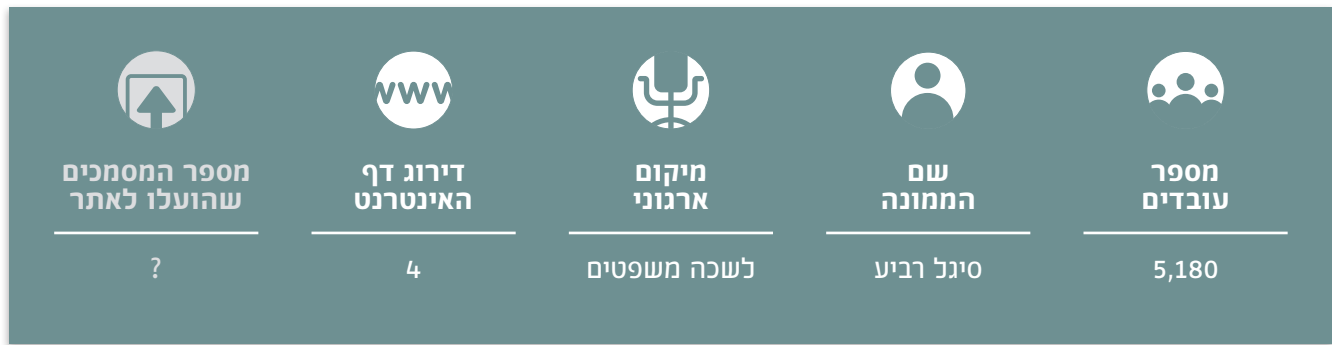 מספר
עובדים
5,180
שם
הממונה
סיגל רביע
מיקום
ארגוני
לשכה משפטים
www
דירוג דף
האינטרנט
4
מספר המסמכים
שהועלו לאתר
?